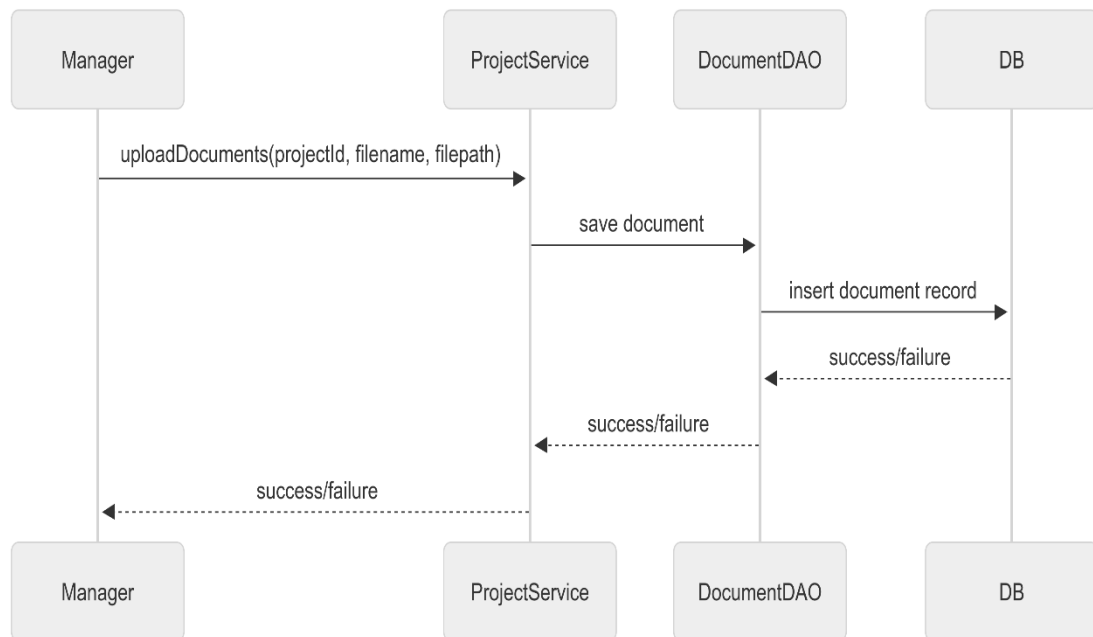 Manager
ProjectService
DocumentDAO
DB
uploadDocuments(projectId, filename, filepath)
save document
insert document record
success/failure
success/failure
success/failure
Manager
ProjectService
DocumentDAO
DB